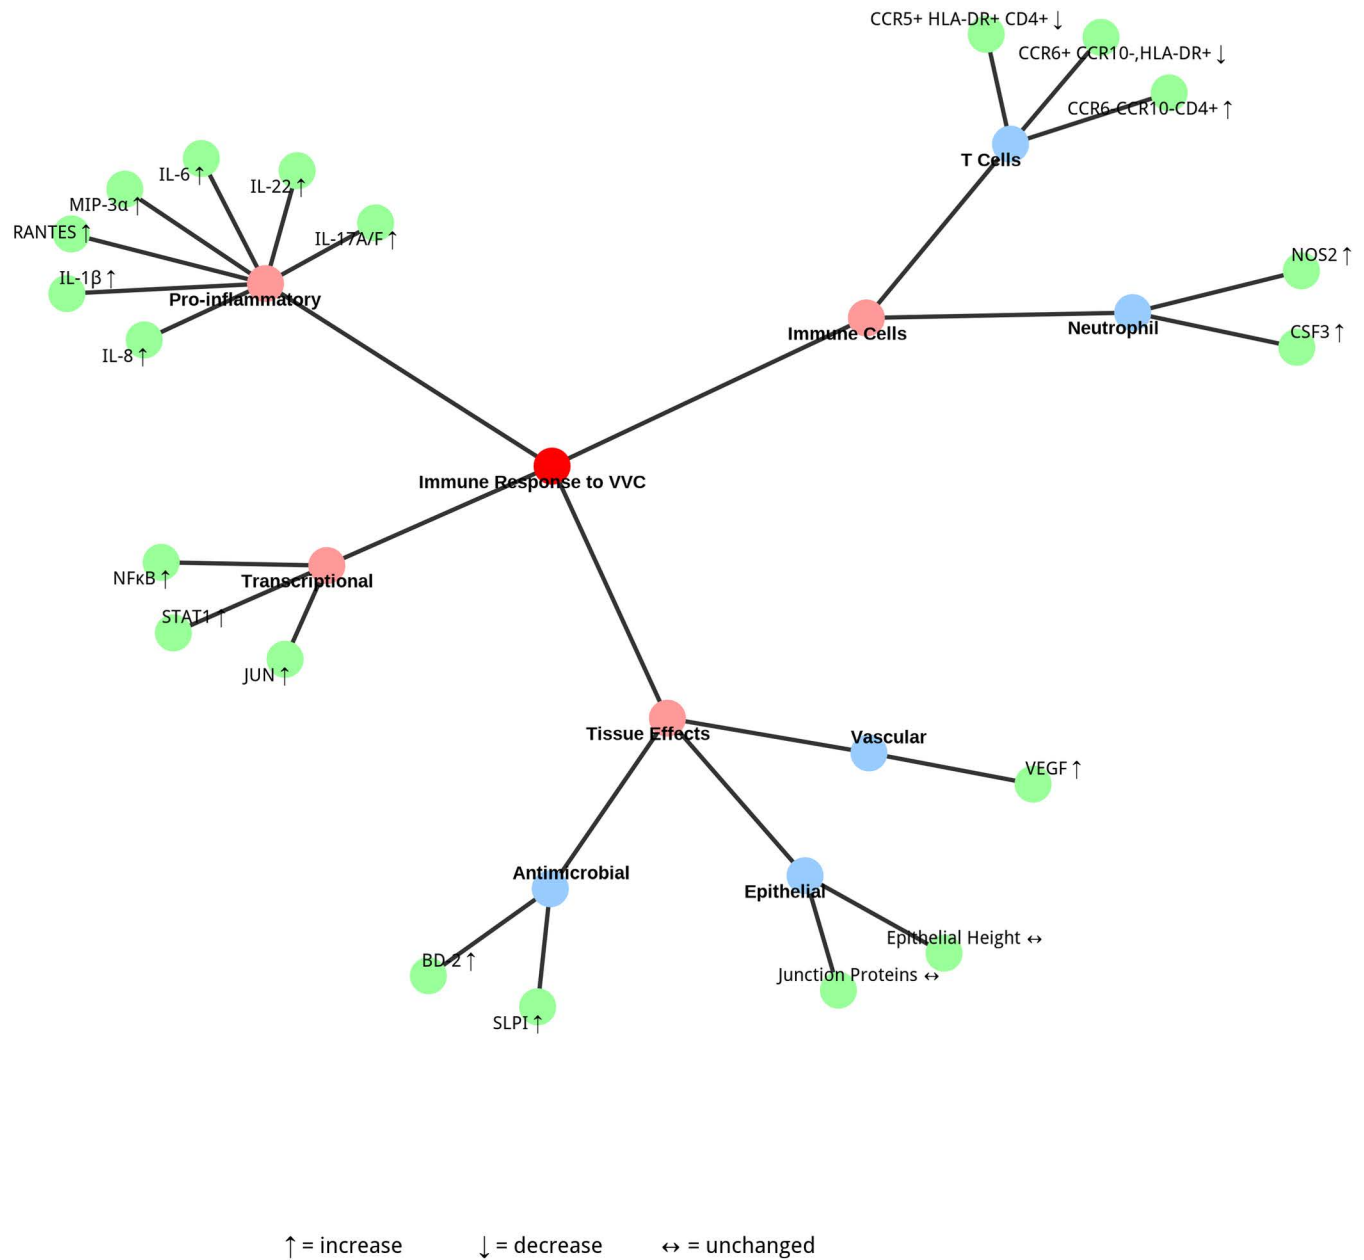 CCR5+ HLA-DR+ CD4+ ↓
CCR6+ CCR10-,HLA-DR+ ↓
CCR6-CCR10-CD4+ ↑
T Cells
IL-6 ↑
IL-22 ↑
MIP-3α ↑
RANTES ↑
IL-17A/F ↑
IL-1β ↑
Pro-inflammatory
IL-8 ↑
NOS2 ↑
Immune Cells
Neutrophil
CSF3 ↑
Immune Response to VVC
NFκB ↑
Transcriptional
STAT1 ↑
JUN ↑
Tissue Effects
Vascular
VEGF ↑
Antimicrobial
Epithelial
BD-2 ↑
Epithelial Height ↔
Junction Proteins ↔
SLPI ↑
↑ = increase ↓ = decrease ↔ = unchanged